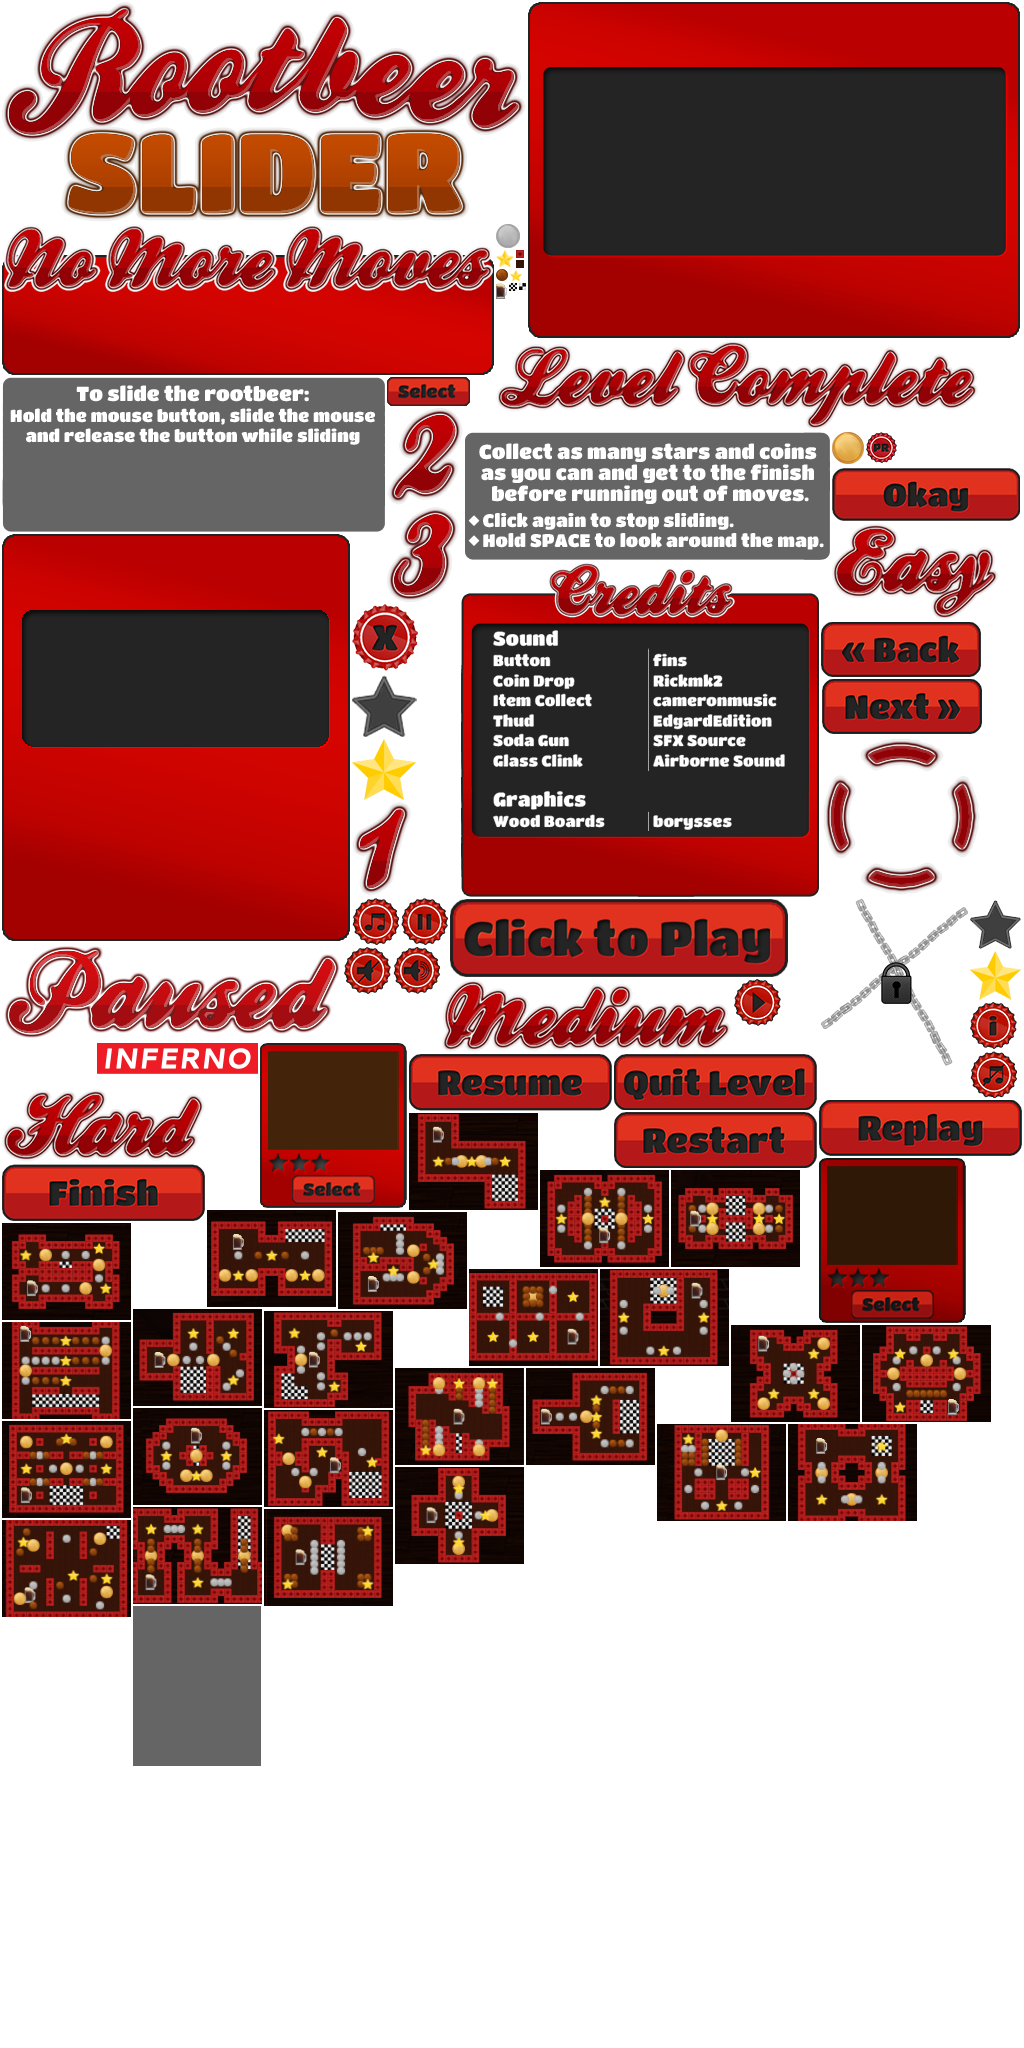 Rootbeer
SLIDER
No More Moves
Level Complete
To slide the rootbeer:
Hold the mouse button, slide the mouse
and release the button while sliding
Select
2
3
Collect as many stars and coins
as you can and get to the finish
before running out of moves.
◆ Click again to stop sliding.
◆ Hold SPACE to look around the map.
PR
Okay
Easy
Credits
Sound
Button fins
Coin Drop Rickmk2
Item Collect cameronmusic
Thud EdgardEdition
Soda Gun SFX Source
Glass Clink Airborne Sound
Graphics
Wood Boards borysses
X
« Back
Next »
1
Click to Play
Paused
Medium
i
INFERNO
Resume
Quit Level
Hard
Restart
Replay
Finish
Select
Select